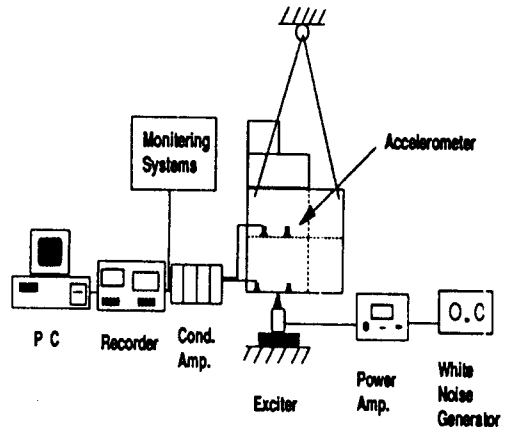 Monitering
Systems
Accelerometer
P C
Recorder
Cond.
Amp.
Exciter
Power
Amp.
O.C
White
Noise
Generator